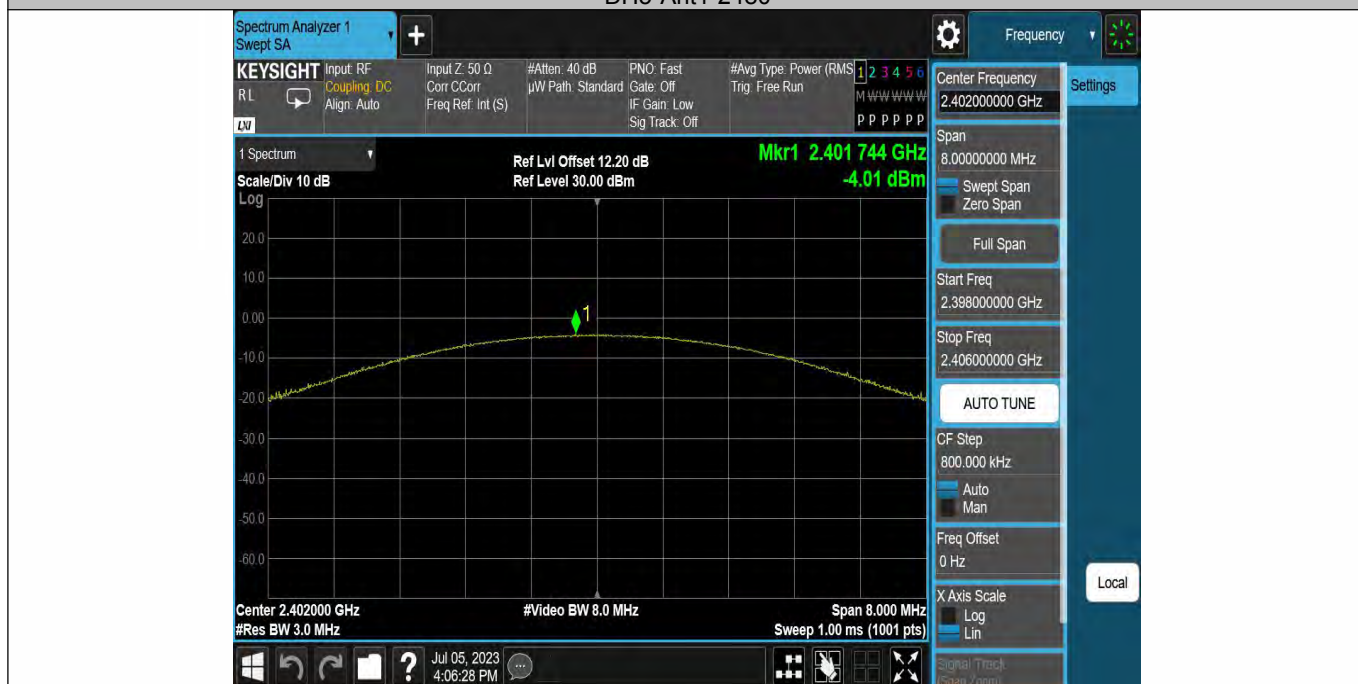 Spectrum Analyzer 1
Swept SA
+
Frequency
KEYSIGHT
RL
LXI
Input: RF
Coupling: DC
Align: Auto
Input Z: 50 Ω
Corr CCorr
Freq Ref: Int (S)
#Atten: 40 dB
µW Path: Standard
PNO: Fast
Gate: Off
IF Gain: Low
Sig Track: Off
#Avg Type: Power (RMS
Trig: Free Run
1 2 3 4 5 6
M W W W W W
P P P P P P
1 Spectrum
Scale/Div 10 dB
Log
Ref Lvl Offset 12.20 dB
Ref Level 30.00 dBm
Mkr1 2.401 744 GHz
-4.01 dBm
20.0
10.0
0.00
-10.0
-20.0
-30.0
-40.0
-50.0
-60.0
1
Center 2.402000 GHz
#Res BW 3.0 MHz
#Video BW 8.0 MHz
Span 8.000 MHz
Sweep 1.00 ms (1001 pts)
Center Frequency
2.402000000 GHz
Settings
Span
8.00000000 MHz
Swept Span
Zero Span
Full Span
Start Freq
2.398000000 GHz
Stop Freq
2.406000000 GHz
AUTO TUNE
CF Step
800.000 kHz
Auto
Man
Freq Offset
0 Hz
Local
X Axis Scale
Log
Lin
Signal Track
(Span Zoom)
?
Jul 05, 2023
4:06:28 PM